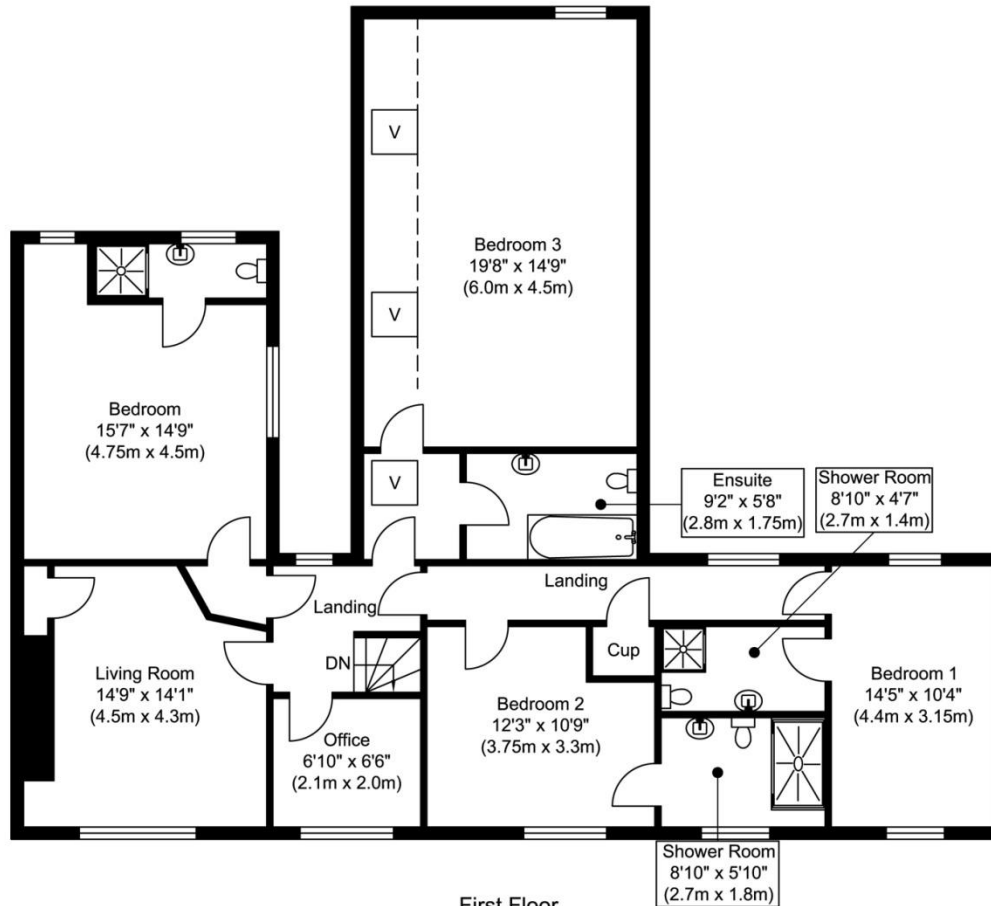 V
Bedroom 3
19'8" x 14'9"
(6.0m x 4.5m)
V
Bedroom
15'7" x 14'9"
(4.75m x 4.5m)
V
Ensuite
9'2" x 5'8"
(2.8m x 1.75m)
Shower Room
8'10" x 4'7"
(2.7m x 1.4m)
Landing
Landing
DN
Cup
Living Room
14'9" x 14'1"
(4.5m x 4.3m)
Office
6'10" x 6'6"
(2.1m x 2.0m)
Bedroom 2
12'3" x 10'9"
(3.75m x 3.3m)
Bedroom 1
14'5" x 10'4"
(4.4m x 3.15m)
Shower Room
8'10" x 5'10"
(2.7m x 1.8m)
First Floor